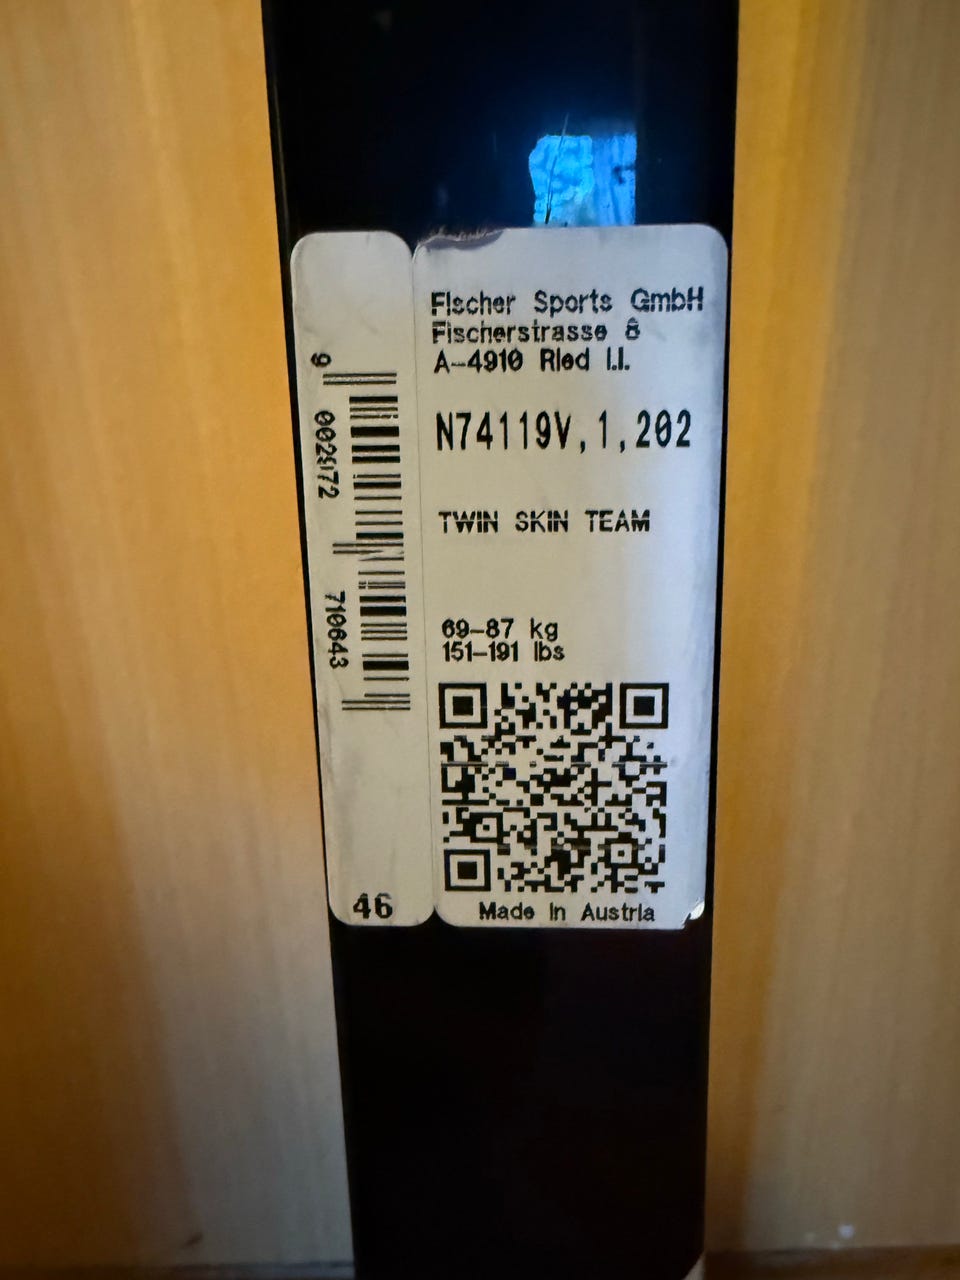 Fischer Sports GmbH
Fischerstrasse 8
A-4910 Ried I.I.
N74119V,1,202
TWIN SKIN TEAM
69-87 kg
151-191 lbs
Made in Austria
9
710643
46